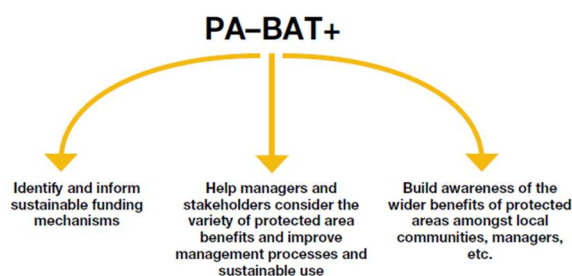 PA–BAT+
Identify and inform
sustainable funding
mechanisms
Help managers and
stakeholders consider the
variety of protected area
benefits and improve
management processes and
sustainable use
Build awareness of the
wider benefits of protected
areas amongst local
communities, managers,
etc.